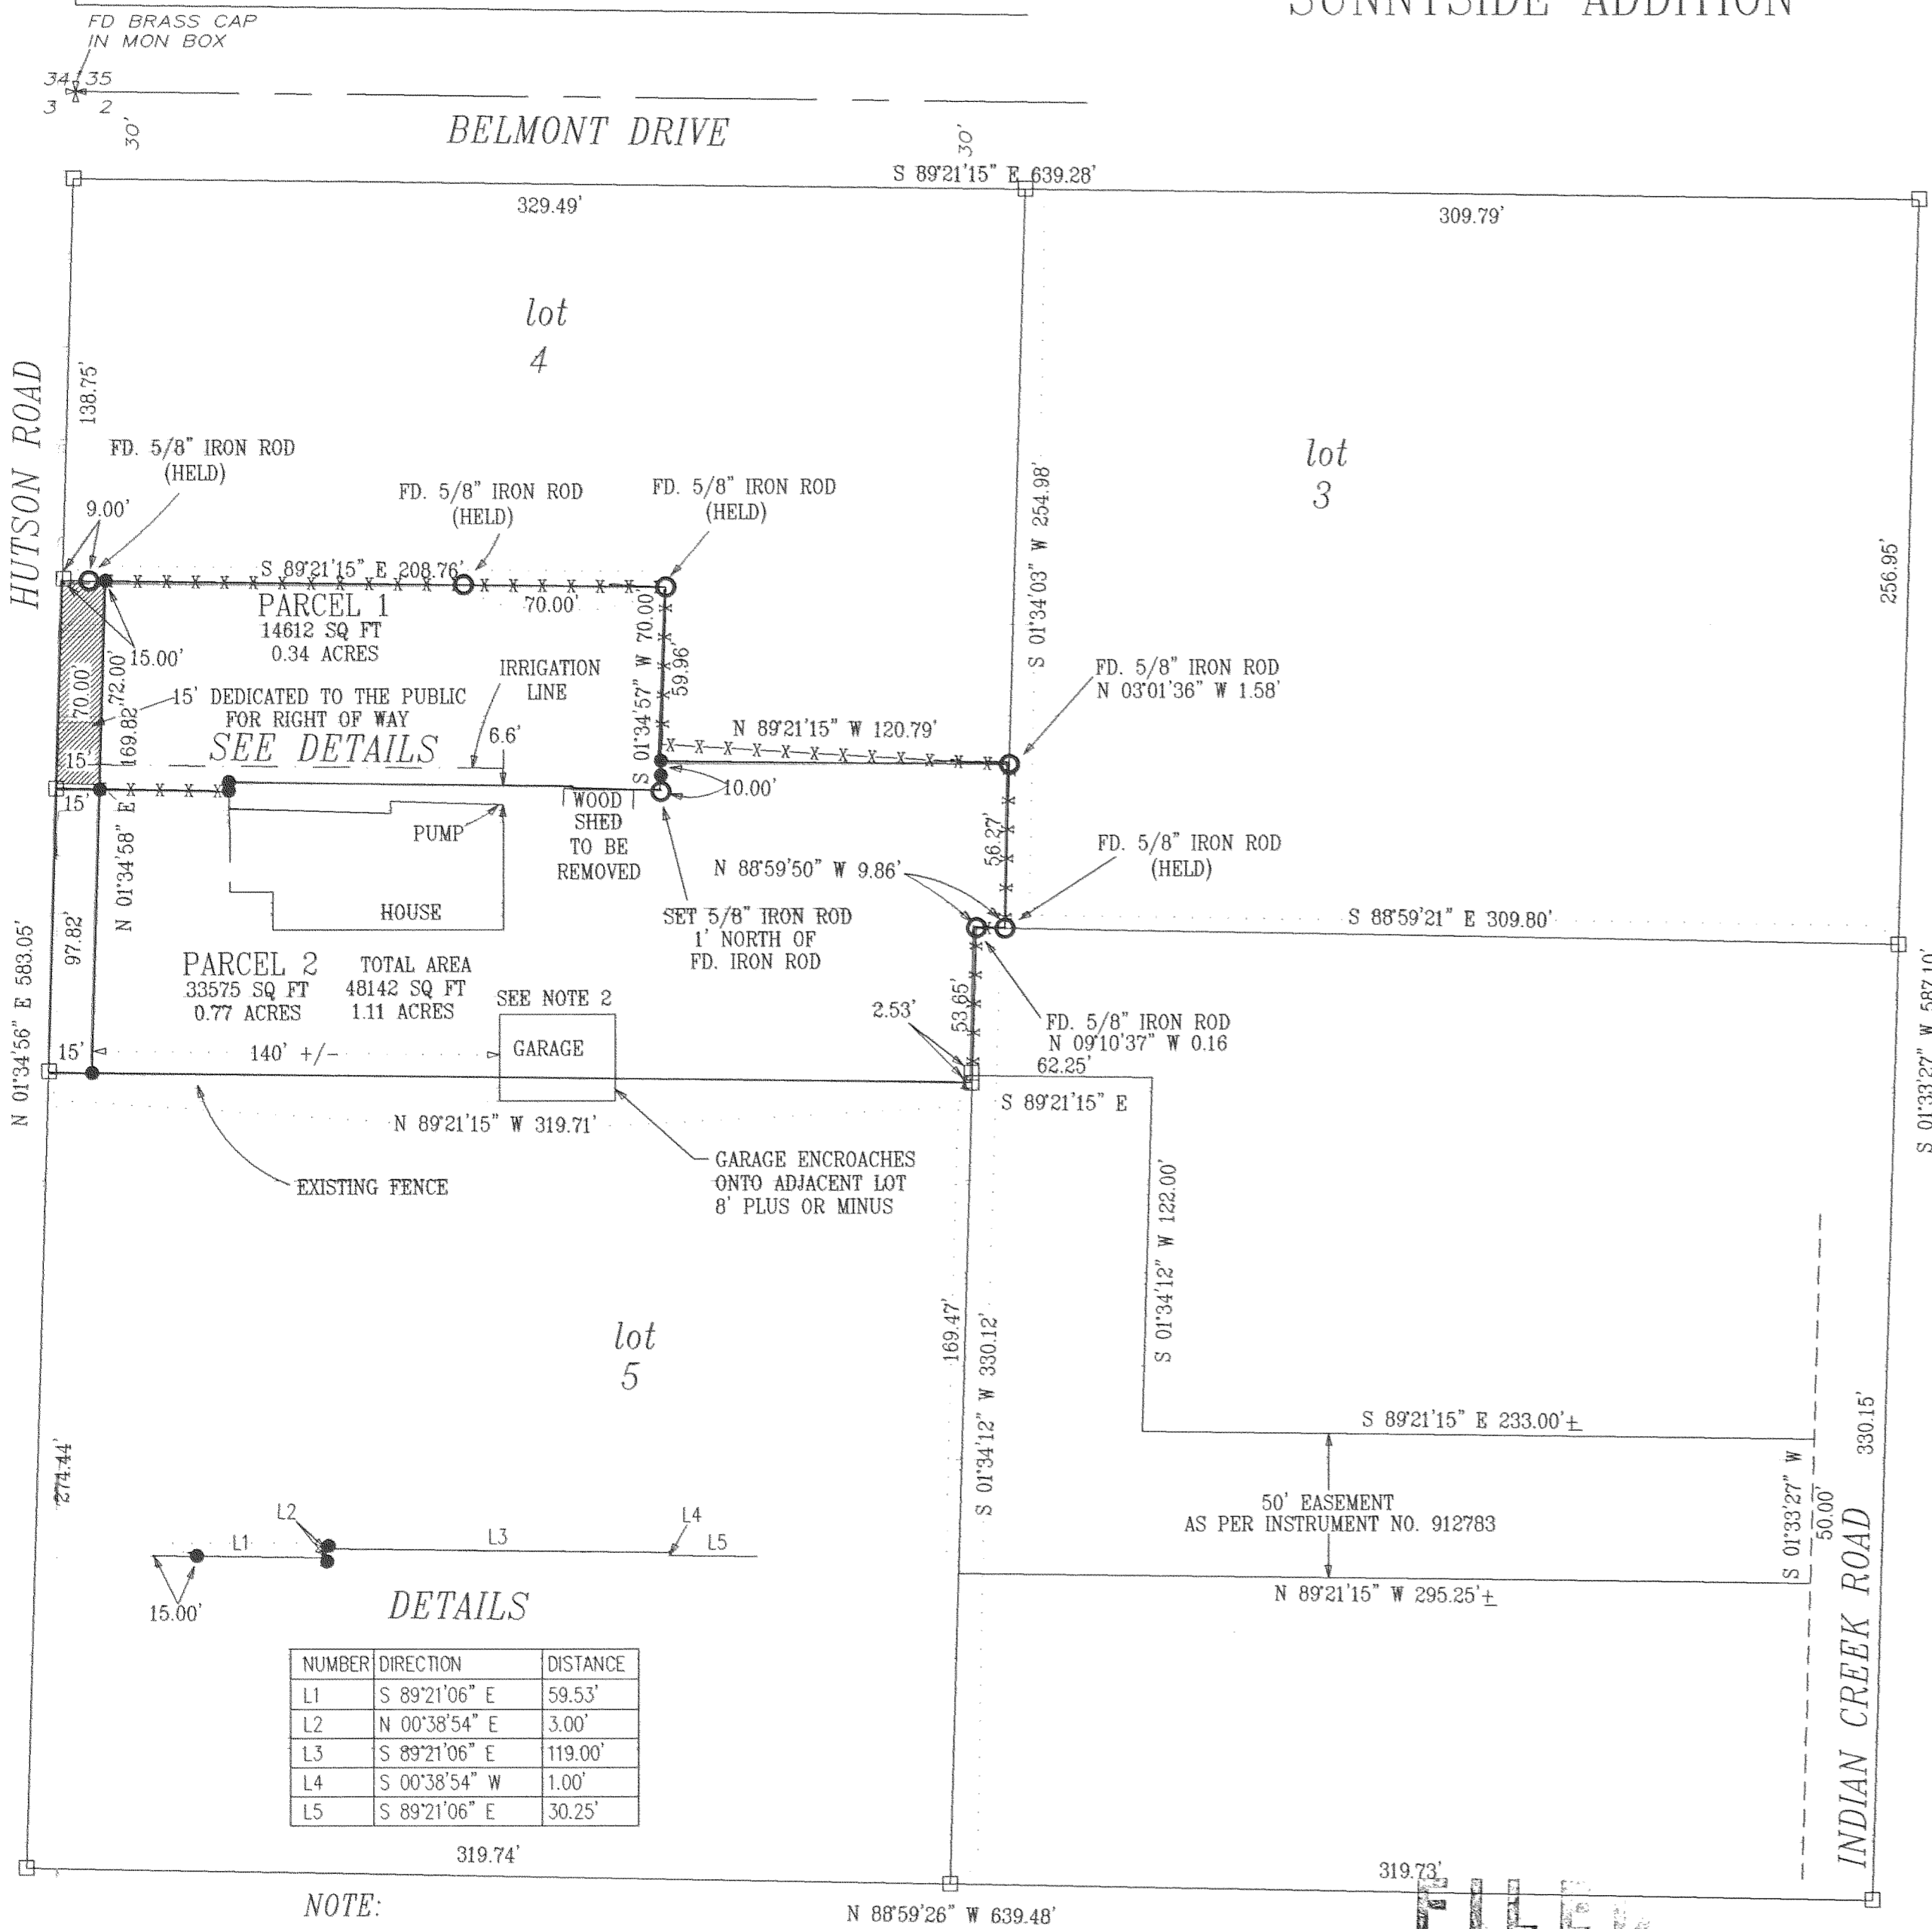 SUNNYSIDE ADDITION
FD BRASS CAP
IN MON BOX
34 35
3 2
30'
BELMONT DRIVE
30'
S 89°21'15" E 639.28'
329.49'
309.79'
lot
4
HUTSON ROAD
138.75'
FD. 5/8" IRON ROD
(HELD)
FD. 5/8" IRON ROD
(HELD)
FD. 5/8" IRON ROD
(HELD)
lot
3
S 01°34'03" W 254.98'
256.95'
9.00'
S 89°21'15" E 208.76'
PARCEL 1
14612 SQ FT
0.34 ACRES
70.00'
15.00'
70.00'
72.00'
169.82'
15' DEDICATED TO THE PUBLIC
FOR RIGHT OF WAY
SEE DETAILS
IRRIGATION
LINE
6.6'
S 01°34'57" W 70.00'
59.96'
N 89°21'15" W 120.79'
FD. 5/8" IRON ROD
N 03°01'36" W 1.58'
15'
15'
10.00'
WOOD
SHED
TO BE
REMOVED
PUMP
HOUSE
N 01°34'58" E
97.82'
N 01°34'56" E 583.05'
N 88°59'50" W 9.86'
56.27'
FD. 5/8" IRON ROD
(HELD)
SET 5/8" IRON ROD
1' NORTH OF
FD. IRON ROD
S 88°59'21" E 309.80'
PARCEL 2
33575 SQ FT
0.77 ACRES
TOTAL AREA
48142 SQ FT
1.11 ACRES
SEE NOTE 2
GARAGE
2.53'
53.65'
FD. 5/8" IRON ROD
N 09°10'37" W 0.16
62.25'
S 89°21'15" E
S 01°33'27" W 587.10'
15'
140' +/-
N 89°21'15" W 319.71'
EXISTING FENCE
GARAGE ENCROACHES
ONTO ADJACENT LOT
8' PLUS OR MINUS
S 01°34'12" W 122.00'
lot
5
169.47'
S 01°34'12" W 330.12'
S 89°21'15" E 233.00'±
330.15'
274.44'
50' EASEMENT
AS PER INSTRUMENT NO. 912783
S 01°33'27" W
50.00'
N 89°21'15" W 295.25'±
INDIAN CREEK ROAD
L1
L2
L3
L4
L5
15.00'
DETAILS
NUMBER DIRECTION DISTANCE
L1 S 89°21'06" E 59.53'
L2 N 00°38'54" E 3.00'
L3 S 89°21'06" E 119.00'
L4 S 00°38'54" W 1.00'
L5 S 89°21'06" E 30.25'
319.74'
319.73'
NOTE:
N 88°59'26" W 639.48'